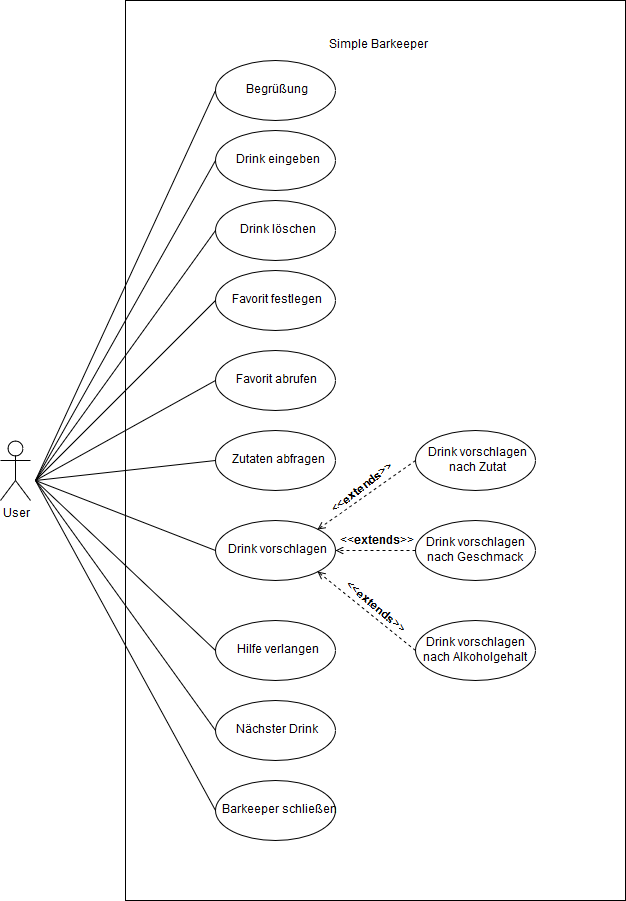 Simple Barkeeper
Begrüßung
Drink eingeben
Drink löschen
Favorit festlegen
Favorit abrufen
User
Zutaten abfragen
Drink vorschlagen
nach Zutat
<<extends>>
Drink vorschlagen
<<extends>>
Drink vorschlagen
nach Geschmack
<<extends>>
Drink vorschlagen
nach Alkoholgehalt
Hilfe verlangen
Nächster Drink
Barkeeper schließen